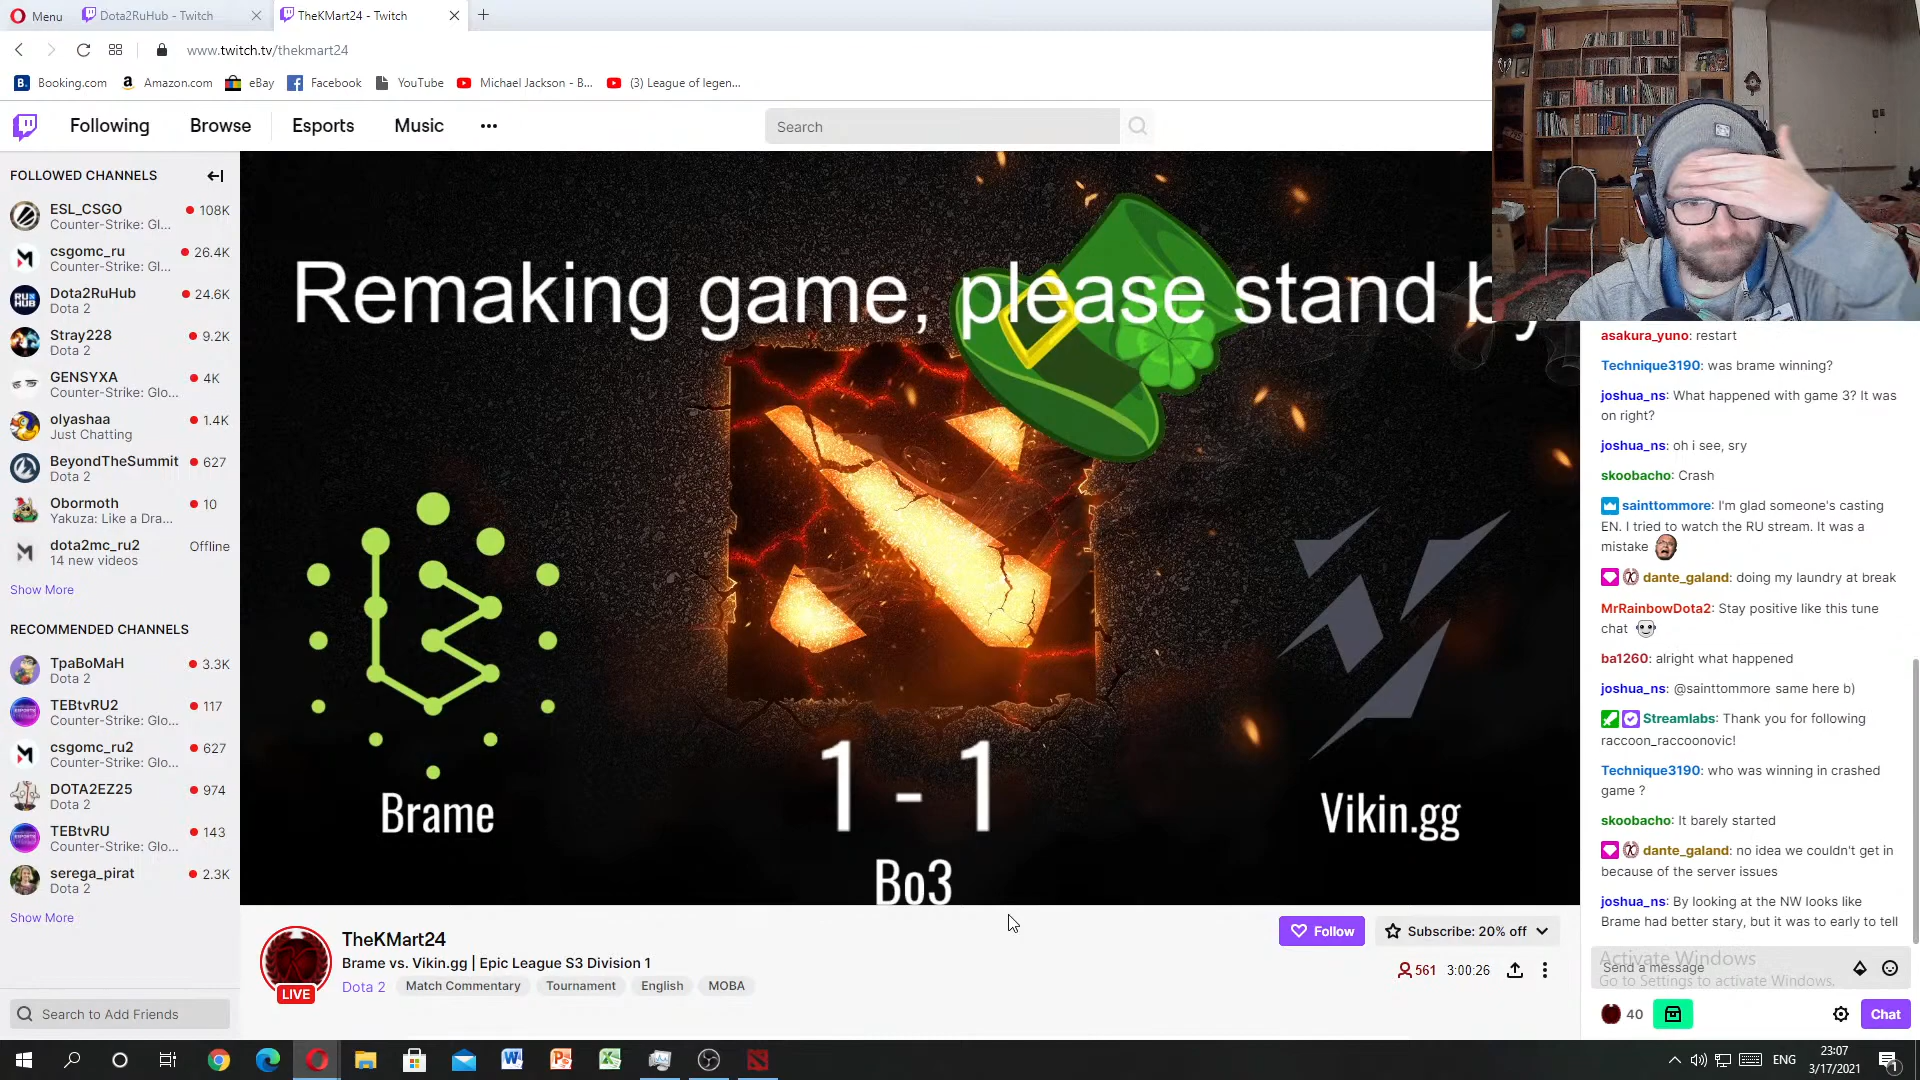 Menu
Dota2RuHub - Twitch
TheKMart24 - Twitch
www.twitch.tv/thekmart24
Booking.com
Amazon.com
eBay
Facebook
YouTube
Michael Jackson - B...
(3) League of legen...
Following
Browse
Esports
Music
Search
FOLLOWED CHANNELS
ESL_CSGO
108K
Counter-Strike: Gl...
csgomc_ru
26.4K
Counter-Strike: Gl...
Dota2RuHub
24.6K
Dota 2
Stray228
9.2K
Dota 2
GENSYXA
4K
Counter-Strike: Glo...
olyashaa
1.4K
Just Chatting
BeyondTheSummit
627
Dota 2
Obormoth
10
Yakuza: Like a Dra...
dota2mc_ru2
Offline
14 new videos
Show More
RECOMMENDED CHANNELS
TpaBoMaH
3.3K
Dota 2
TEBtvRU2
117
Counter-Strike: Glo...
csgomc_ru2
627
Counter-Strike: Glo...
DOTA2EZ25
974
Dota 2
TEBtvRU
143
Counter-Strike: Glo...
serega_pirat
2.3K
Dota 2
Show More
Search to Add Friends
Remaking game, please stand by
Brame
1 - 1
Vikin.gg
Bo3
LIVE
TheKMart24
Brame vs. Vikin.gg | Epic League S3 Division 1
Dota 2
Match Commentary
Tournament
English
MOBA
Follow
Subscribe: 20% off
561
3:00:26
asakura_yuno: restart
Technique3190: was brame winning?
joshua_ns: What happened with game 3? It was
on right?
joshua_ns: oh i see, sry
skoobacho: Crash
sainttommore: I'm glad someone's casting
EN. I tried to watch the RU stream. It was a
mistake
dante_galand: doing my laundry at break
MrRainbowDota2: Stay positive like this tune
chat
ba1260: alright what happened
joshua_ns: @sainttommore same here b)
Streamlabs: Thank you for following
raccoon_raccoonovic!
Technique3190: who was winning in crashed
game ?
skoobacho: It barely started
dante_galand: no idea we couldn't get in
because of the server issues
joshua_ns: By looking at the NW looks like
Brame had better stary, but it was to early to tell
Activate Windows
Send a message
Go to Settings to activate Windows.
40
Chat
ENG
23:07
3/17/2021
1